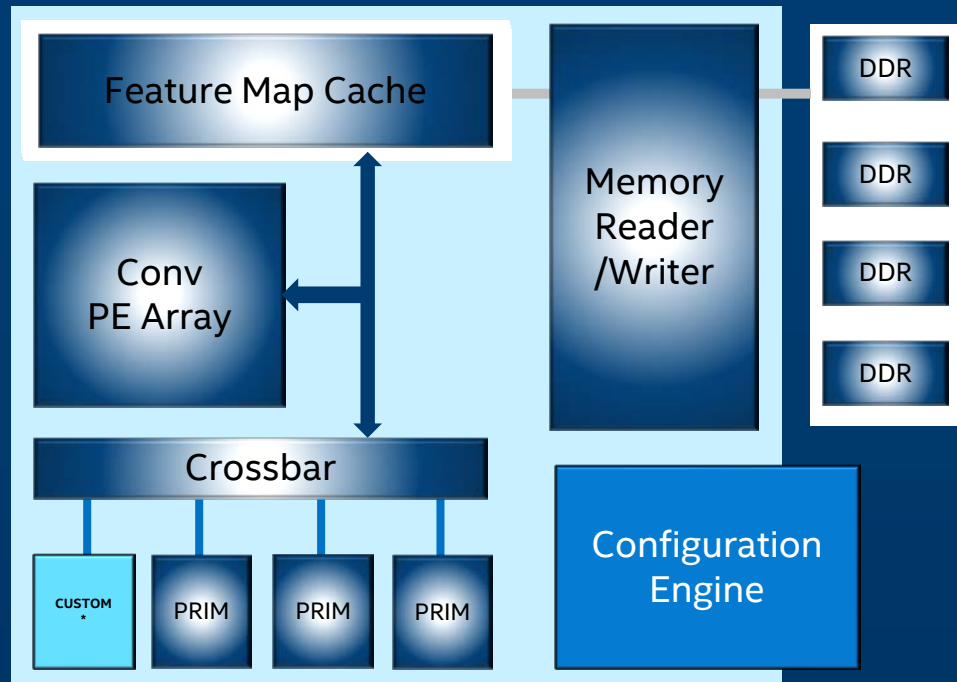 Feature Map Cache
Memory
Reader
/Writer
DDR
DDR
DDR
DDR
Conv
PE Array
Crossbar
CUSTOM
*
PRIM
PRIM
PRIM
Configuration
Engine